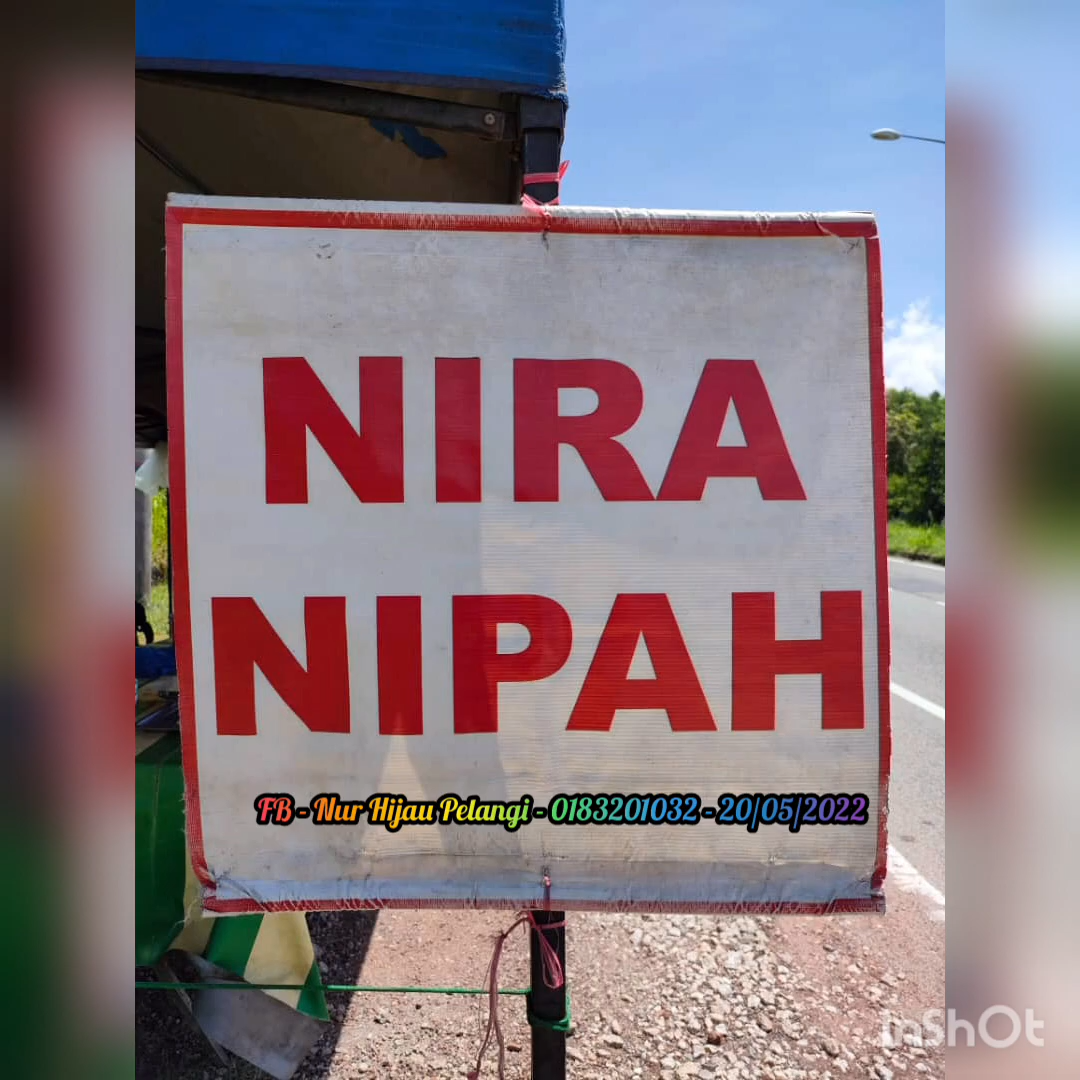 NIRA
NIPAH
FB - Nur Hijau Pelangi - 0183201032 - 20/05/2022
InShOt